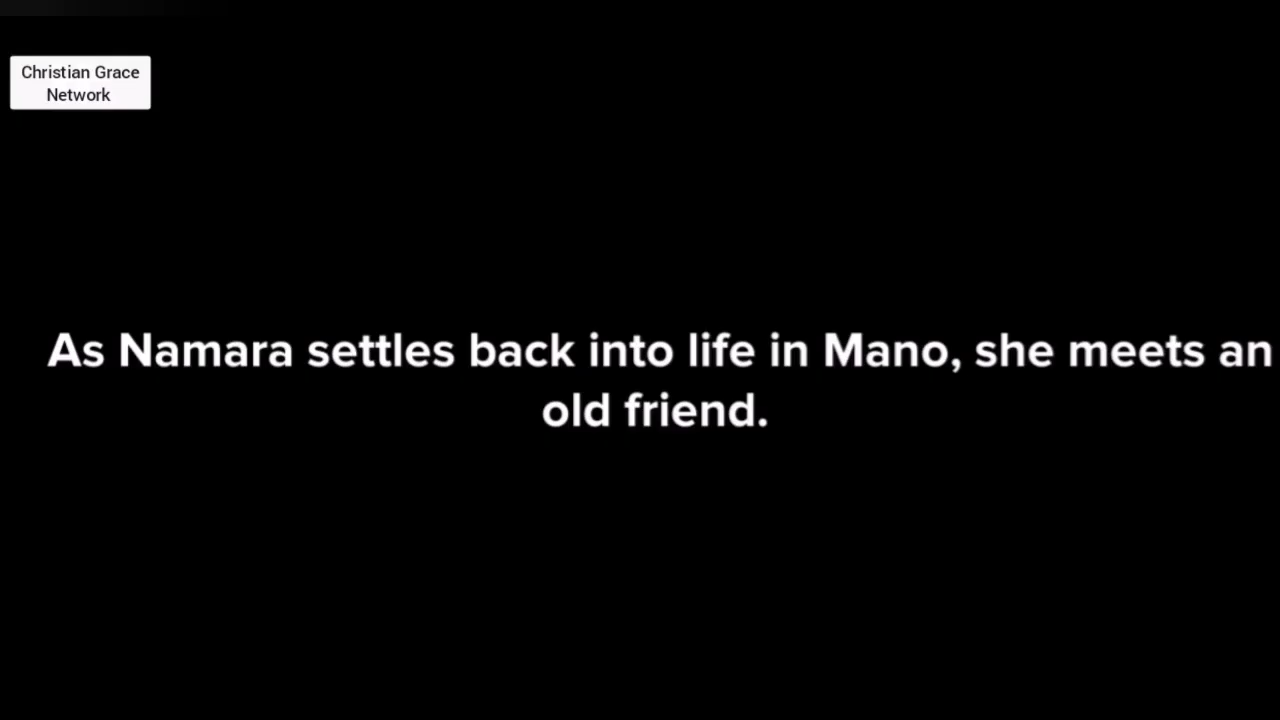 Christian Grace
Network
As Namara settles back into life in Mano, she meets an
old friend.